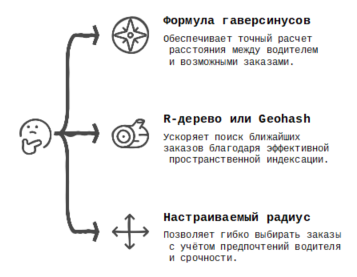 Формула гаверсинусов
Обеспечивает точный расчет
расстояния между водителем
и возможными заказами.
R-дерево или Geohash
Ускоряет поиск ближайших
заказов благодаря эффективной
пространственной индексации.
Настраиваемый радиус
Позволяет гибко выбирать заказы
с учётом предпочтений водителя
и срочности.